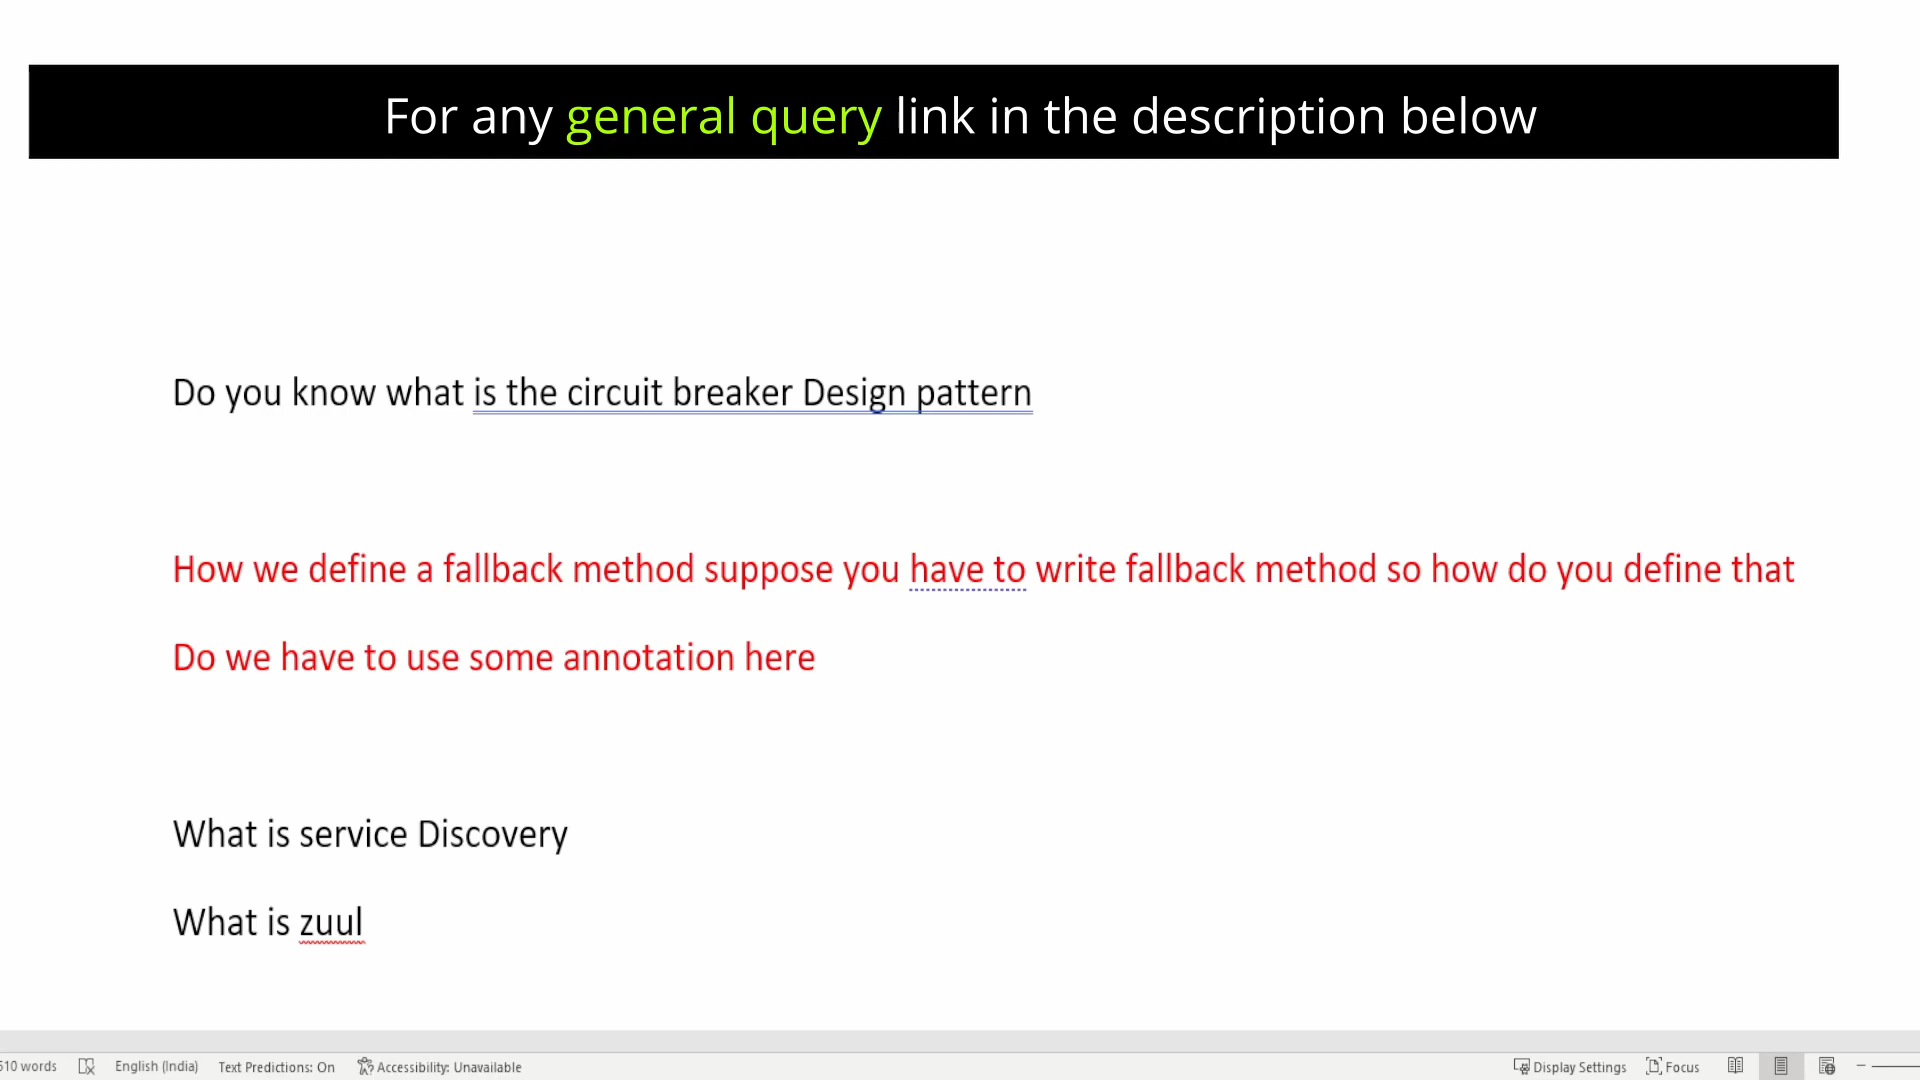 For any general query link in the description below
Do you know what is the circuit breaker Design pattern
How we define a fallback method suppose you have to write fallback method so how do you define that
Do we have to use some annotation here
What is service Discovery
What is zuul
510 words English (India) Text Predictions: On Accessibility: Unavailable Display Settings Focus